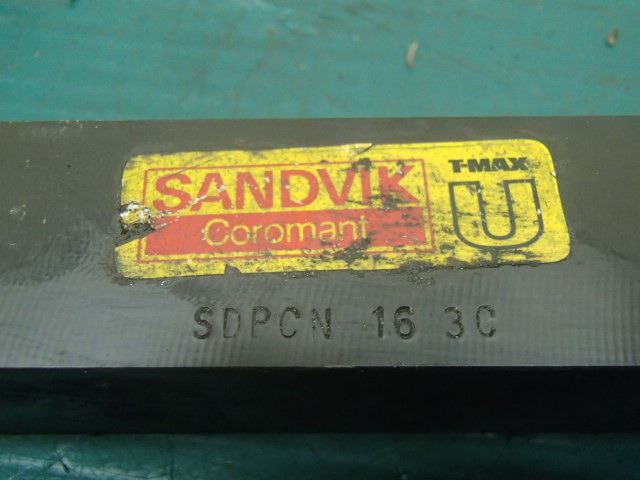 SANDVIK
Coromant
T-MAX
U
SDPCN-16 3C